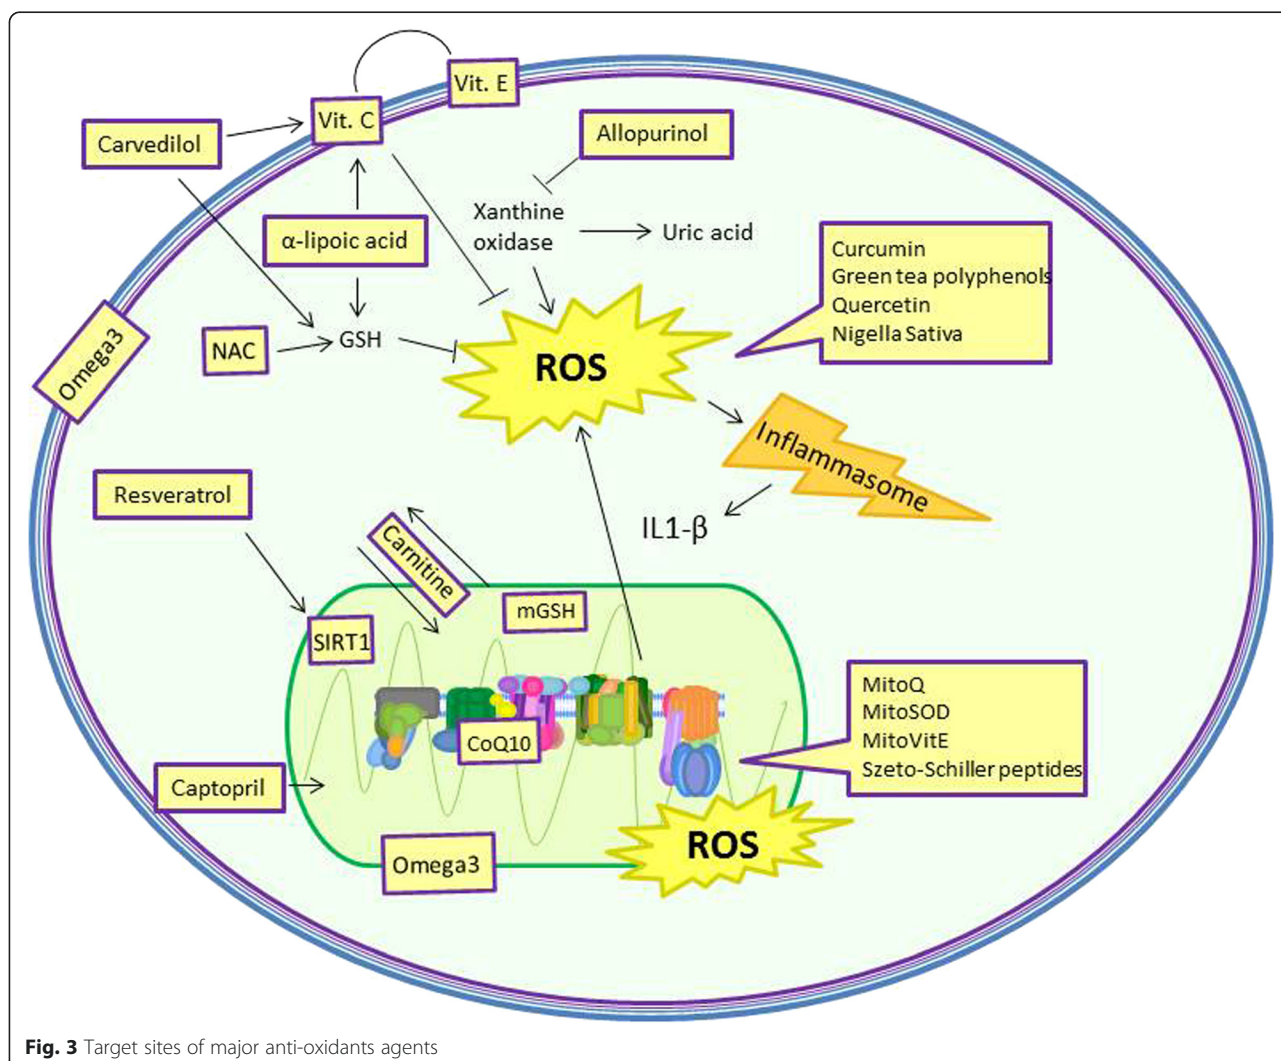 Vit. E
Vit. C
Carvedilol
Allopurinol
α-lipoic acid
Xanthine
oxidase
Uric acid
Curcumin
Green tea polyphenols
Quercetin
Nigella Sativa
Omega3
NAC
GSH
ROS
Inflammasome
IL1-β
Resveratrol
Carnitine
mGSH
SIRT1
CoQ10
MitoQ
MitoSOD
MitoVitE
Szeto-Schiller peptides
Captopril
ROS
Omega3
Fig. 3 Target sites of major anti-oxidants agents